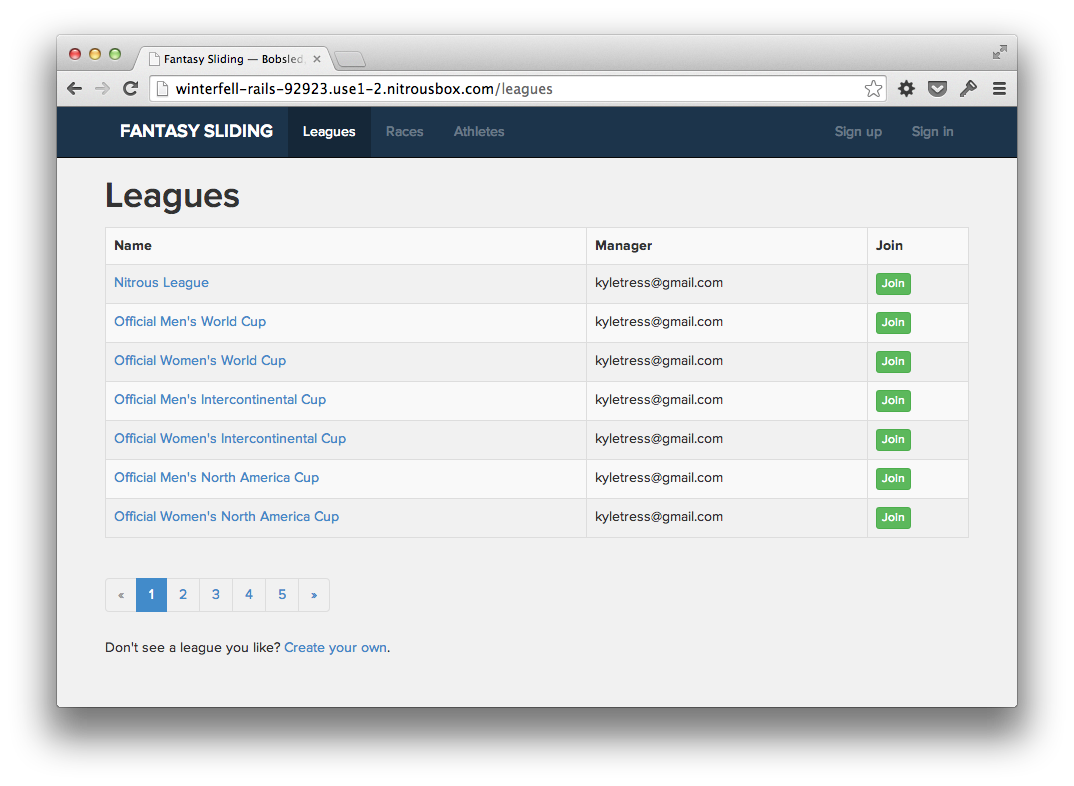 Fantasy Sliding — Bobsled,
winterfell-rails-92923.use1-2.nitrousbox.com/leagues
FANTASY SLIDING Leagues Races Athletes Sign up Sign in
Leagues
Name Manager Join
Nitrous League kyletress@gmail.com Join
Official Men's World Cup kyletress@gmail.com Join
Official Women's World Cup kyletress@gmail.com Join
Official Men's Intercontinental Cup kyletress@gmail.com Join
Official Women's Intercontinental Cup kyletress@gmail.com Join
Official Men's North America Cup kyletress@gmail.com Join
Official Women's North America Cup kyletress@gmail.com Join
« 1 2 3 4 5 »
Don't see a league you like? Create your own.